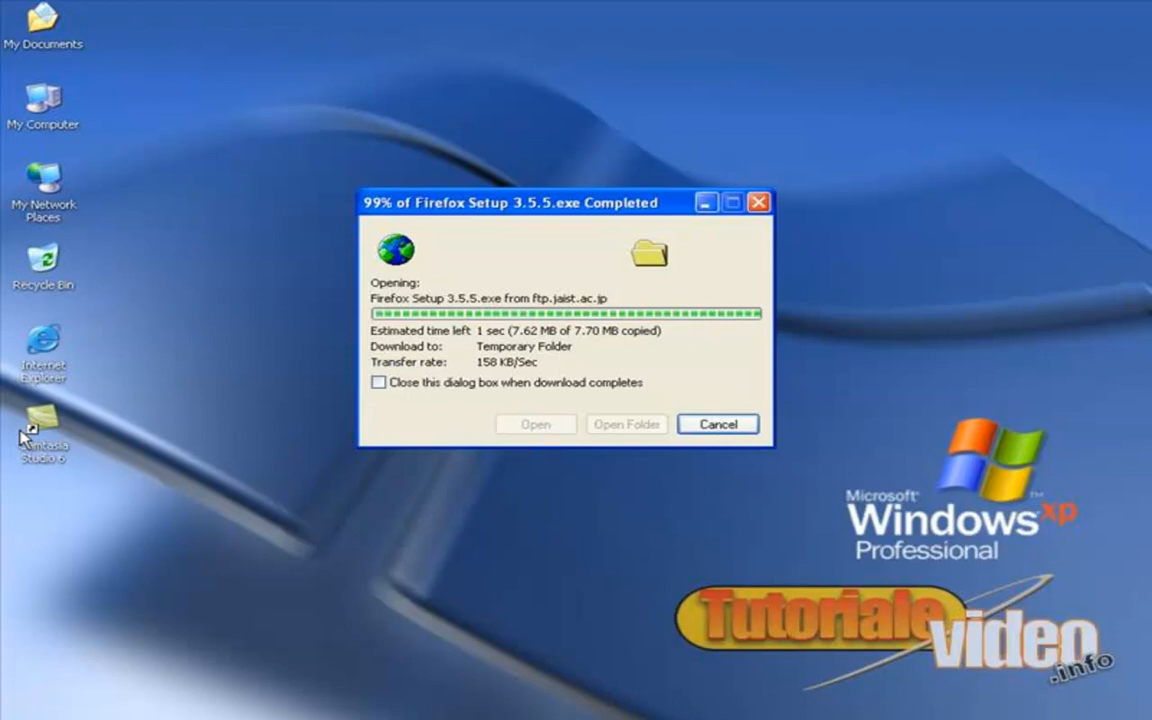 My Documents
My Computer
My Network
Places
Recycle Bin
Internet
Explorer
Studio 6
99% of Firefox Setup 3.5.5.exe Completed
Opening:
Firefox Setup 3.5.5.exe from ftp.jaist.ac.jp
Estimated time left 1 sec (7.62 MB of 7.70 MB copied)
Download to: Temporary Folder
Transfer rate: 158 KB/Sec
Close this dialog box when download completes
Open
Open Folder
Cancel
Microsoft®
Windows xp ™
Professional
Tutoriale
video
.info